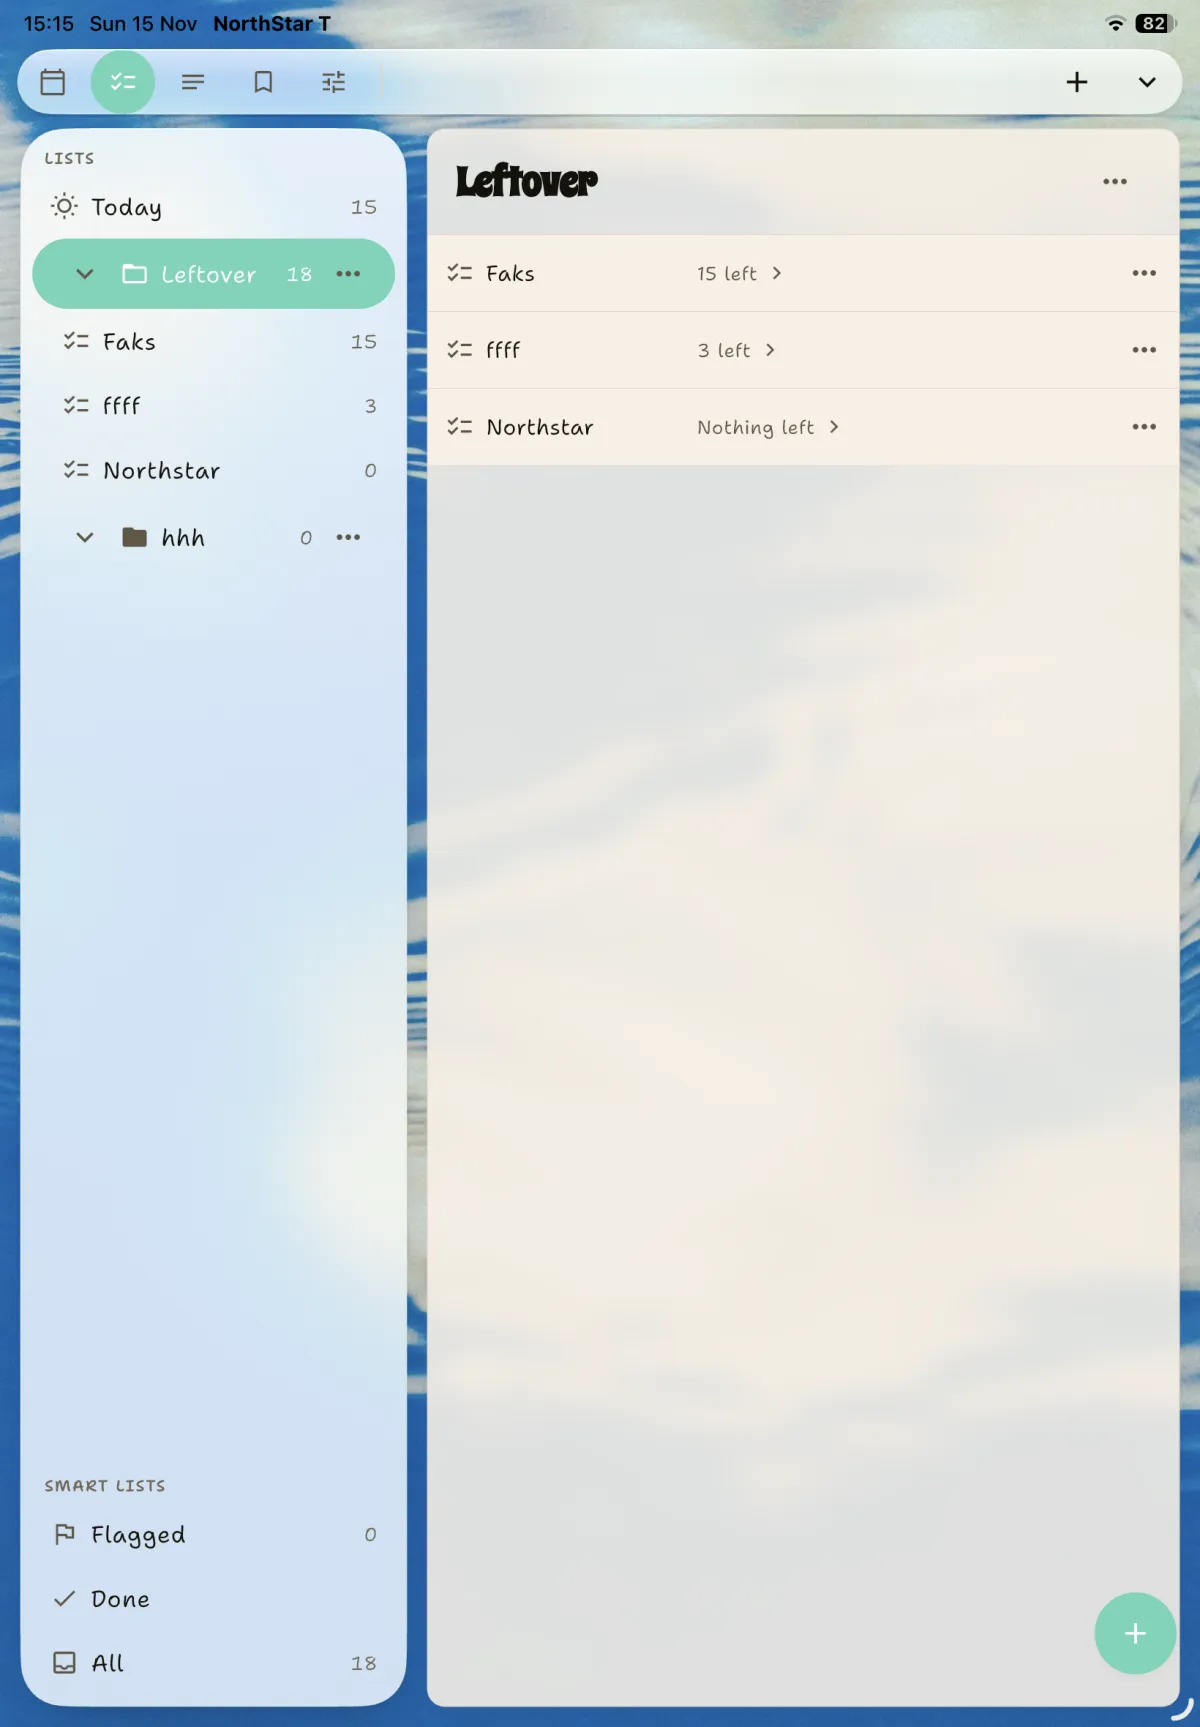 15:15 Sun 15 Nov NorthStar T 82
LISTS
Today 15
Leftover 18
Faks 15
ffff 3
Northstar 0
hhh 0
SMART LISTS
Flagged 0
Done
All 18
Leftover
Faks 15 left
ffff 3 left
Northstar Nothing left